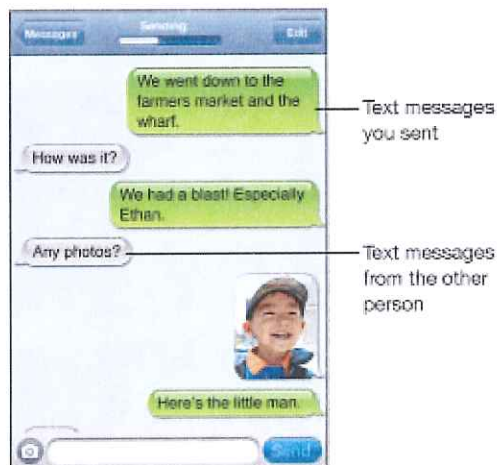 Messages
Sending
Edit
We went down to the
farmers market and the
wharf.
Text messages
you sent
How was it?
We had a blast! Especially
Ethan.
Any photos?
Text messages
from the other
person
Here's the little man.
Send